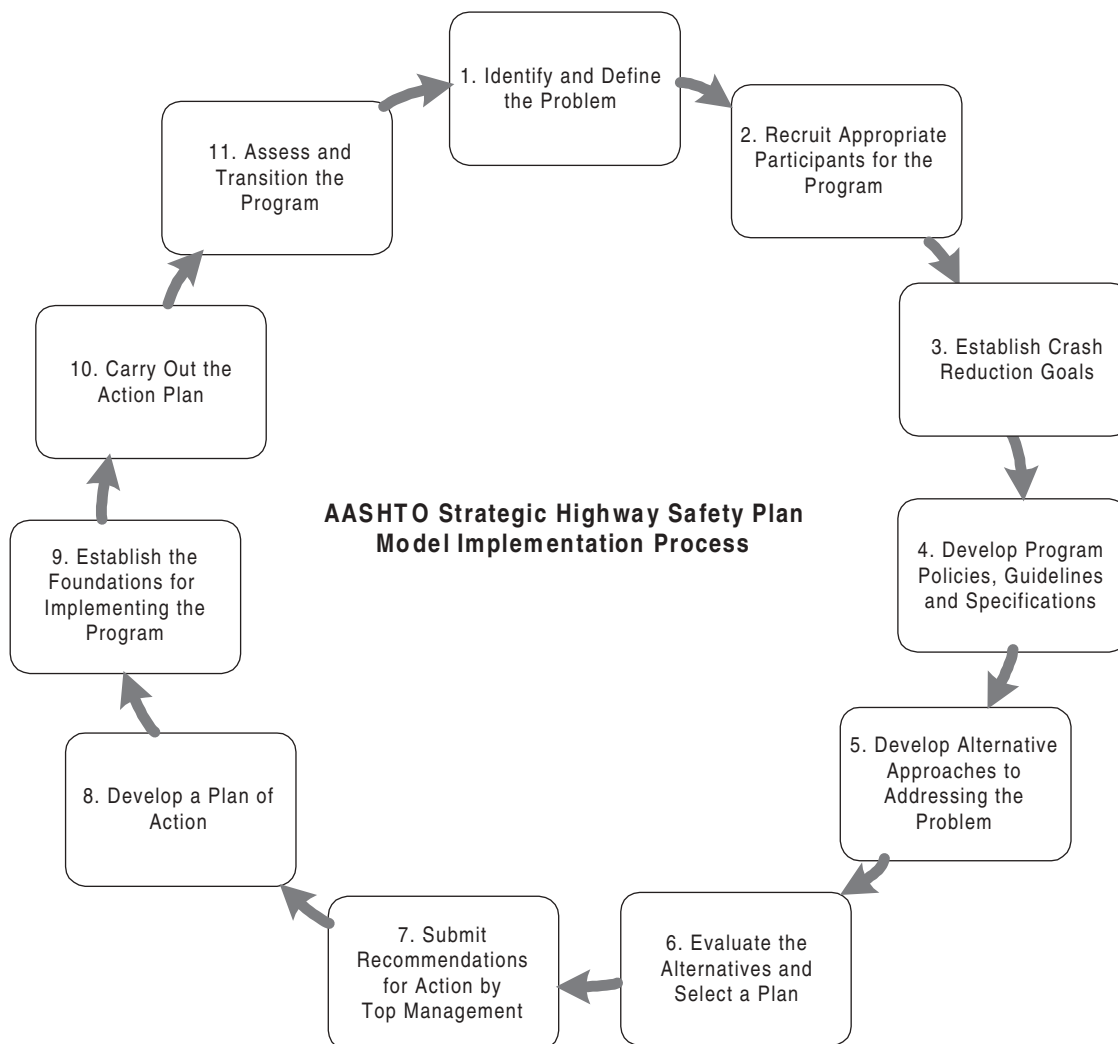 1. Identify and Define
the Problem
2. Recruit Appropriate
Participants for the
Program
3. Establish Crash
Reduction Goals
4. Develop Program
Policies, Guidelines
and Specifications
5. Develop Alternative
Approaches to
Addressing the
Problem
6. Evaluate the
Alternatives and
Select a Plan
7. Submit
Recommendations
for Action by
Top Management
8. Develop a Plan of
Action
9. Establish the
Foundations for
Implementing the
Program
10. Carry Out the
Action Plan
11. Assess and
Transition the
Program
AASHTO Strategic Highway Safety Plan
Model Implementation Process